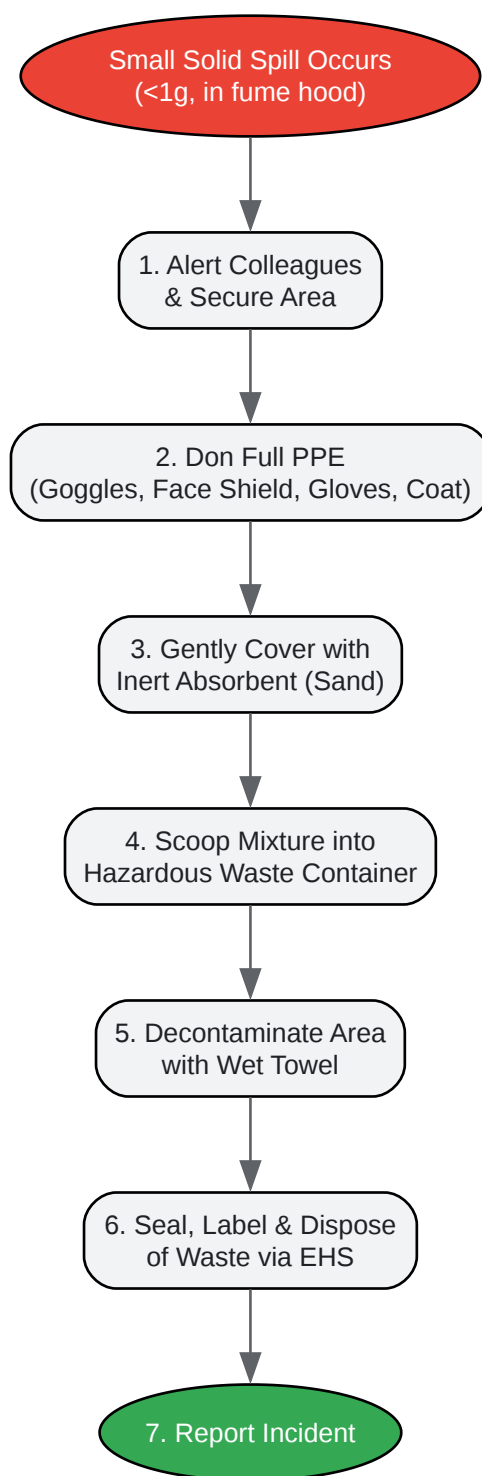 Small Solid Spill Occurs
(<1g, in fume hood)
1. Alert Colleagues
& Secure Area
2. Don Full PPE
(Goggles, Face Shield, Gloves, Coat)
3. Gently Cover with
Inert Absorbent (Sand)
4. Scoop Mixture into
Hazardous Waste Container
5. Decontaminate Area
with Wet Towel
6. Seal, Label & Dispose
of Waste via EHS
7. Report Incident